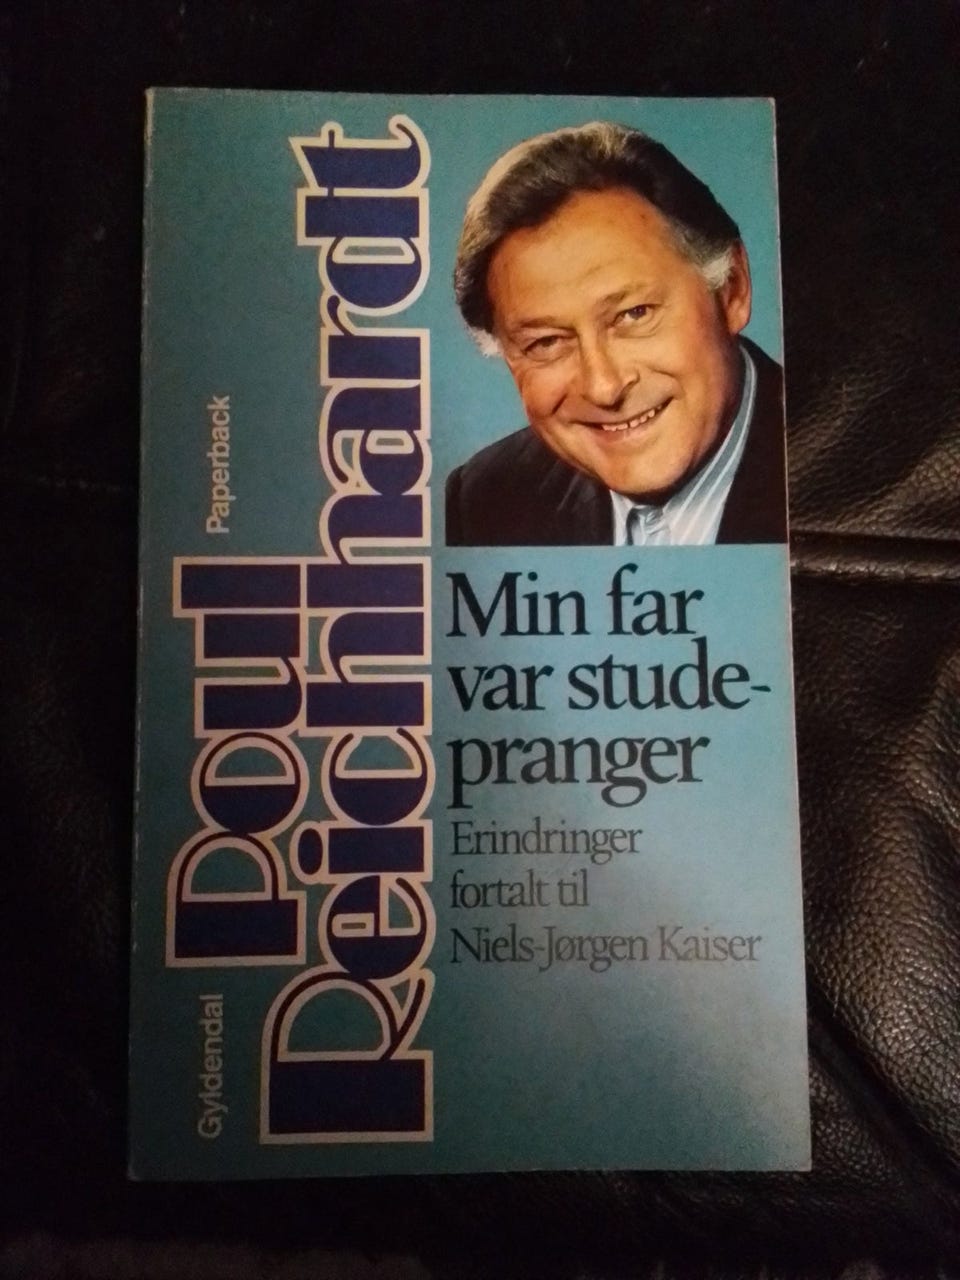 Gyldendal Paperback
Poul
Reichhardt
Min far
var stude-
pranger
Erindringer
fortalt til
Niels-Jørgen Kaiser